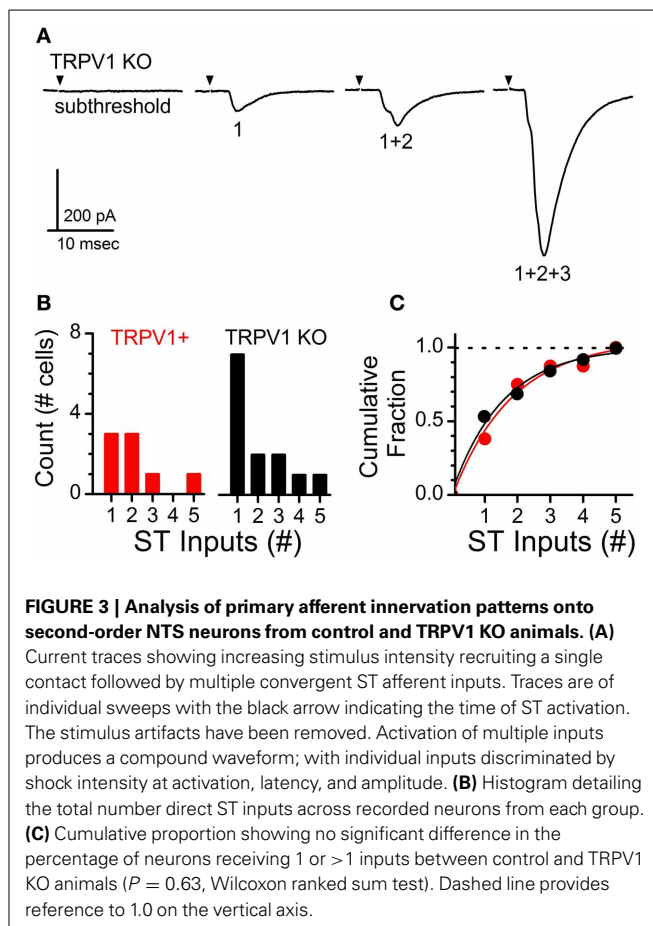 A
TRPV1 KO
subthreshold
1
1+2
1+2+3
200 pA
10 msec
B
TRPV1+
TRPV1 KO
Count (# cells)
8
4
0
1 2 3 4 5
1 2 3 4 5
ST Inputs (#)
C
Cumulative
Fraction
1.0
0.5
0.0
1 2 3 4 5
ST Inputs (#)
FIGURE 3 | Analysis of primary afferent innervation patterns onto
second-order NTS neurons from control and TRPV1 KO animals. (A)
Current traces showing increasing stimulus intensity recruiting a single
contact followed by multiple convergent ST afferent inputs. Traces are of
individual sweeps with the black arrow indicating the time of ST activation.
The stimulus artifacts have been removed. Activation of multiple inputs
produces a compound waveform; with individual inputs discriminated by
shock intensity at activation, latency, and amplitude. (B) Histogram detailing
the total number direct ST inputs across recorded neurons from each group.
(C) Cumulative proportion showing no significant difference in the
percentage of neurons receiving 1 or >1 inputs between control and TRPV1
KO animals (P = 0.63, Wilcoxon ranked sum test). Dashed line provides
reference to 1.0 on the vertical axis.